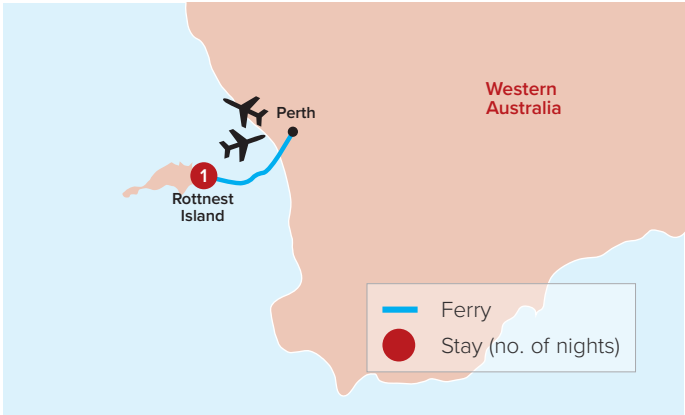 Western
Australia
Perth
1
Rottnest
Island
Ferry
Stay (no. of nights)